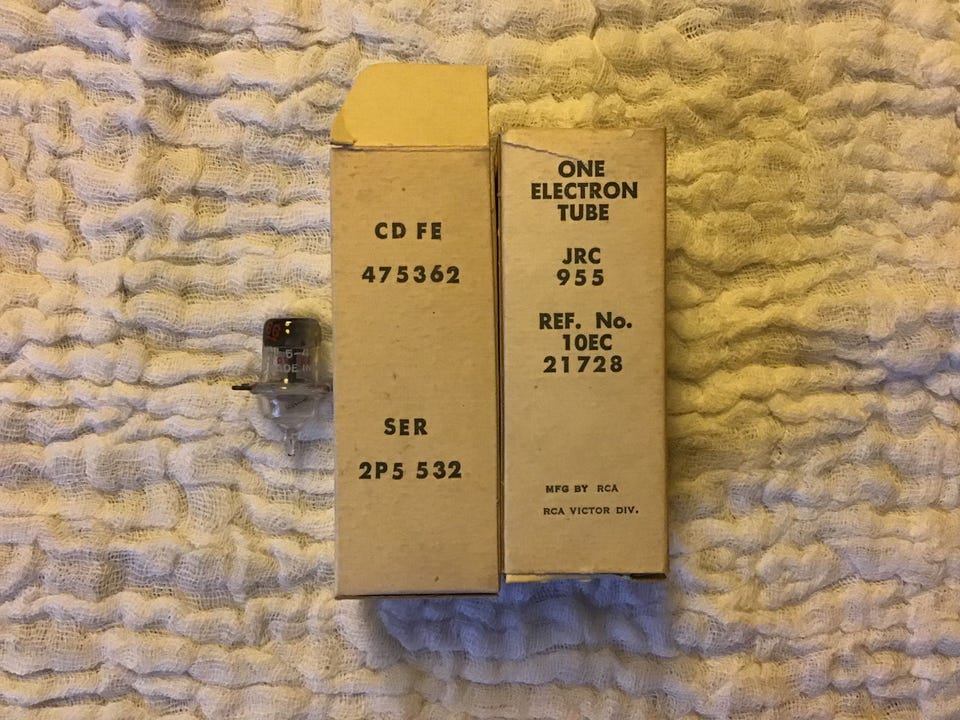 CD FE
475362
SER
2P5 532
ONE
ELECTRON
TUBE
JRC
955
REF. No.
10EC
21728
MFG BY RCA
RCA VICTOR DIV.